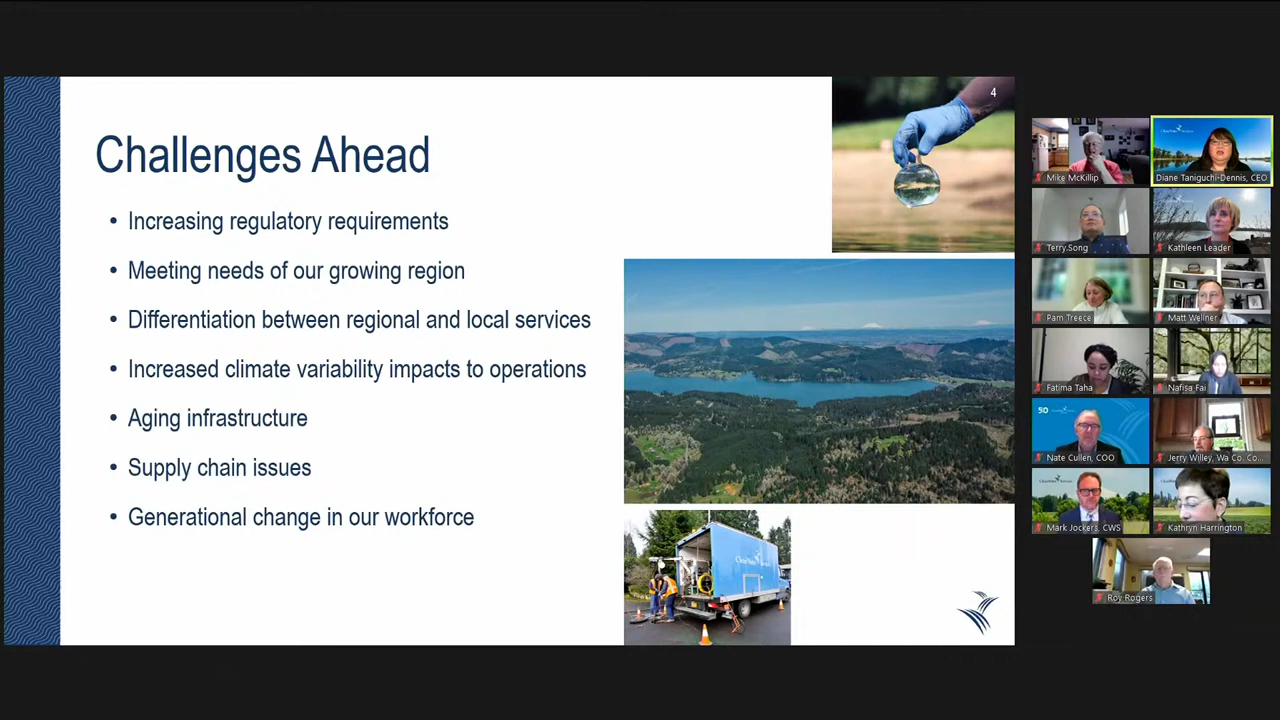 4
Challenges Ahead
• Increasing regulatory requirements
• Meeting needs of our growing region
• Differentiation between regional and local services
• Increased climate variability impacts to operations
• Aging infrastructure
• Supply chain issues
• Generational change in our workforce
Mike McKillip
Diane Taniguchi-Dennis, CEO
Terry.Song
Kathleen Leader
Pam Treece
Matt Wellner
Fatima Taha
Nafisa Fai
50
Nate Cullen, COO
Jerry Willey, Wa Co. Co...
Mark Jockers, CWS
Kathryn Harrington
Roy Rogers